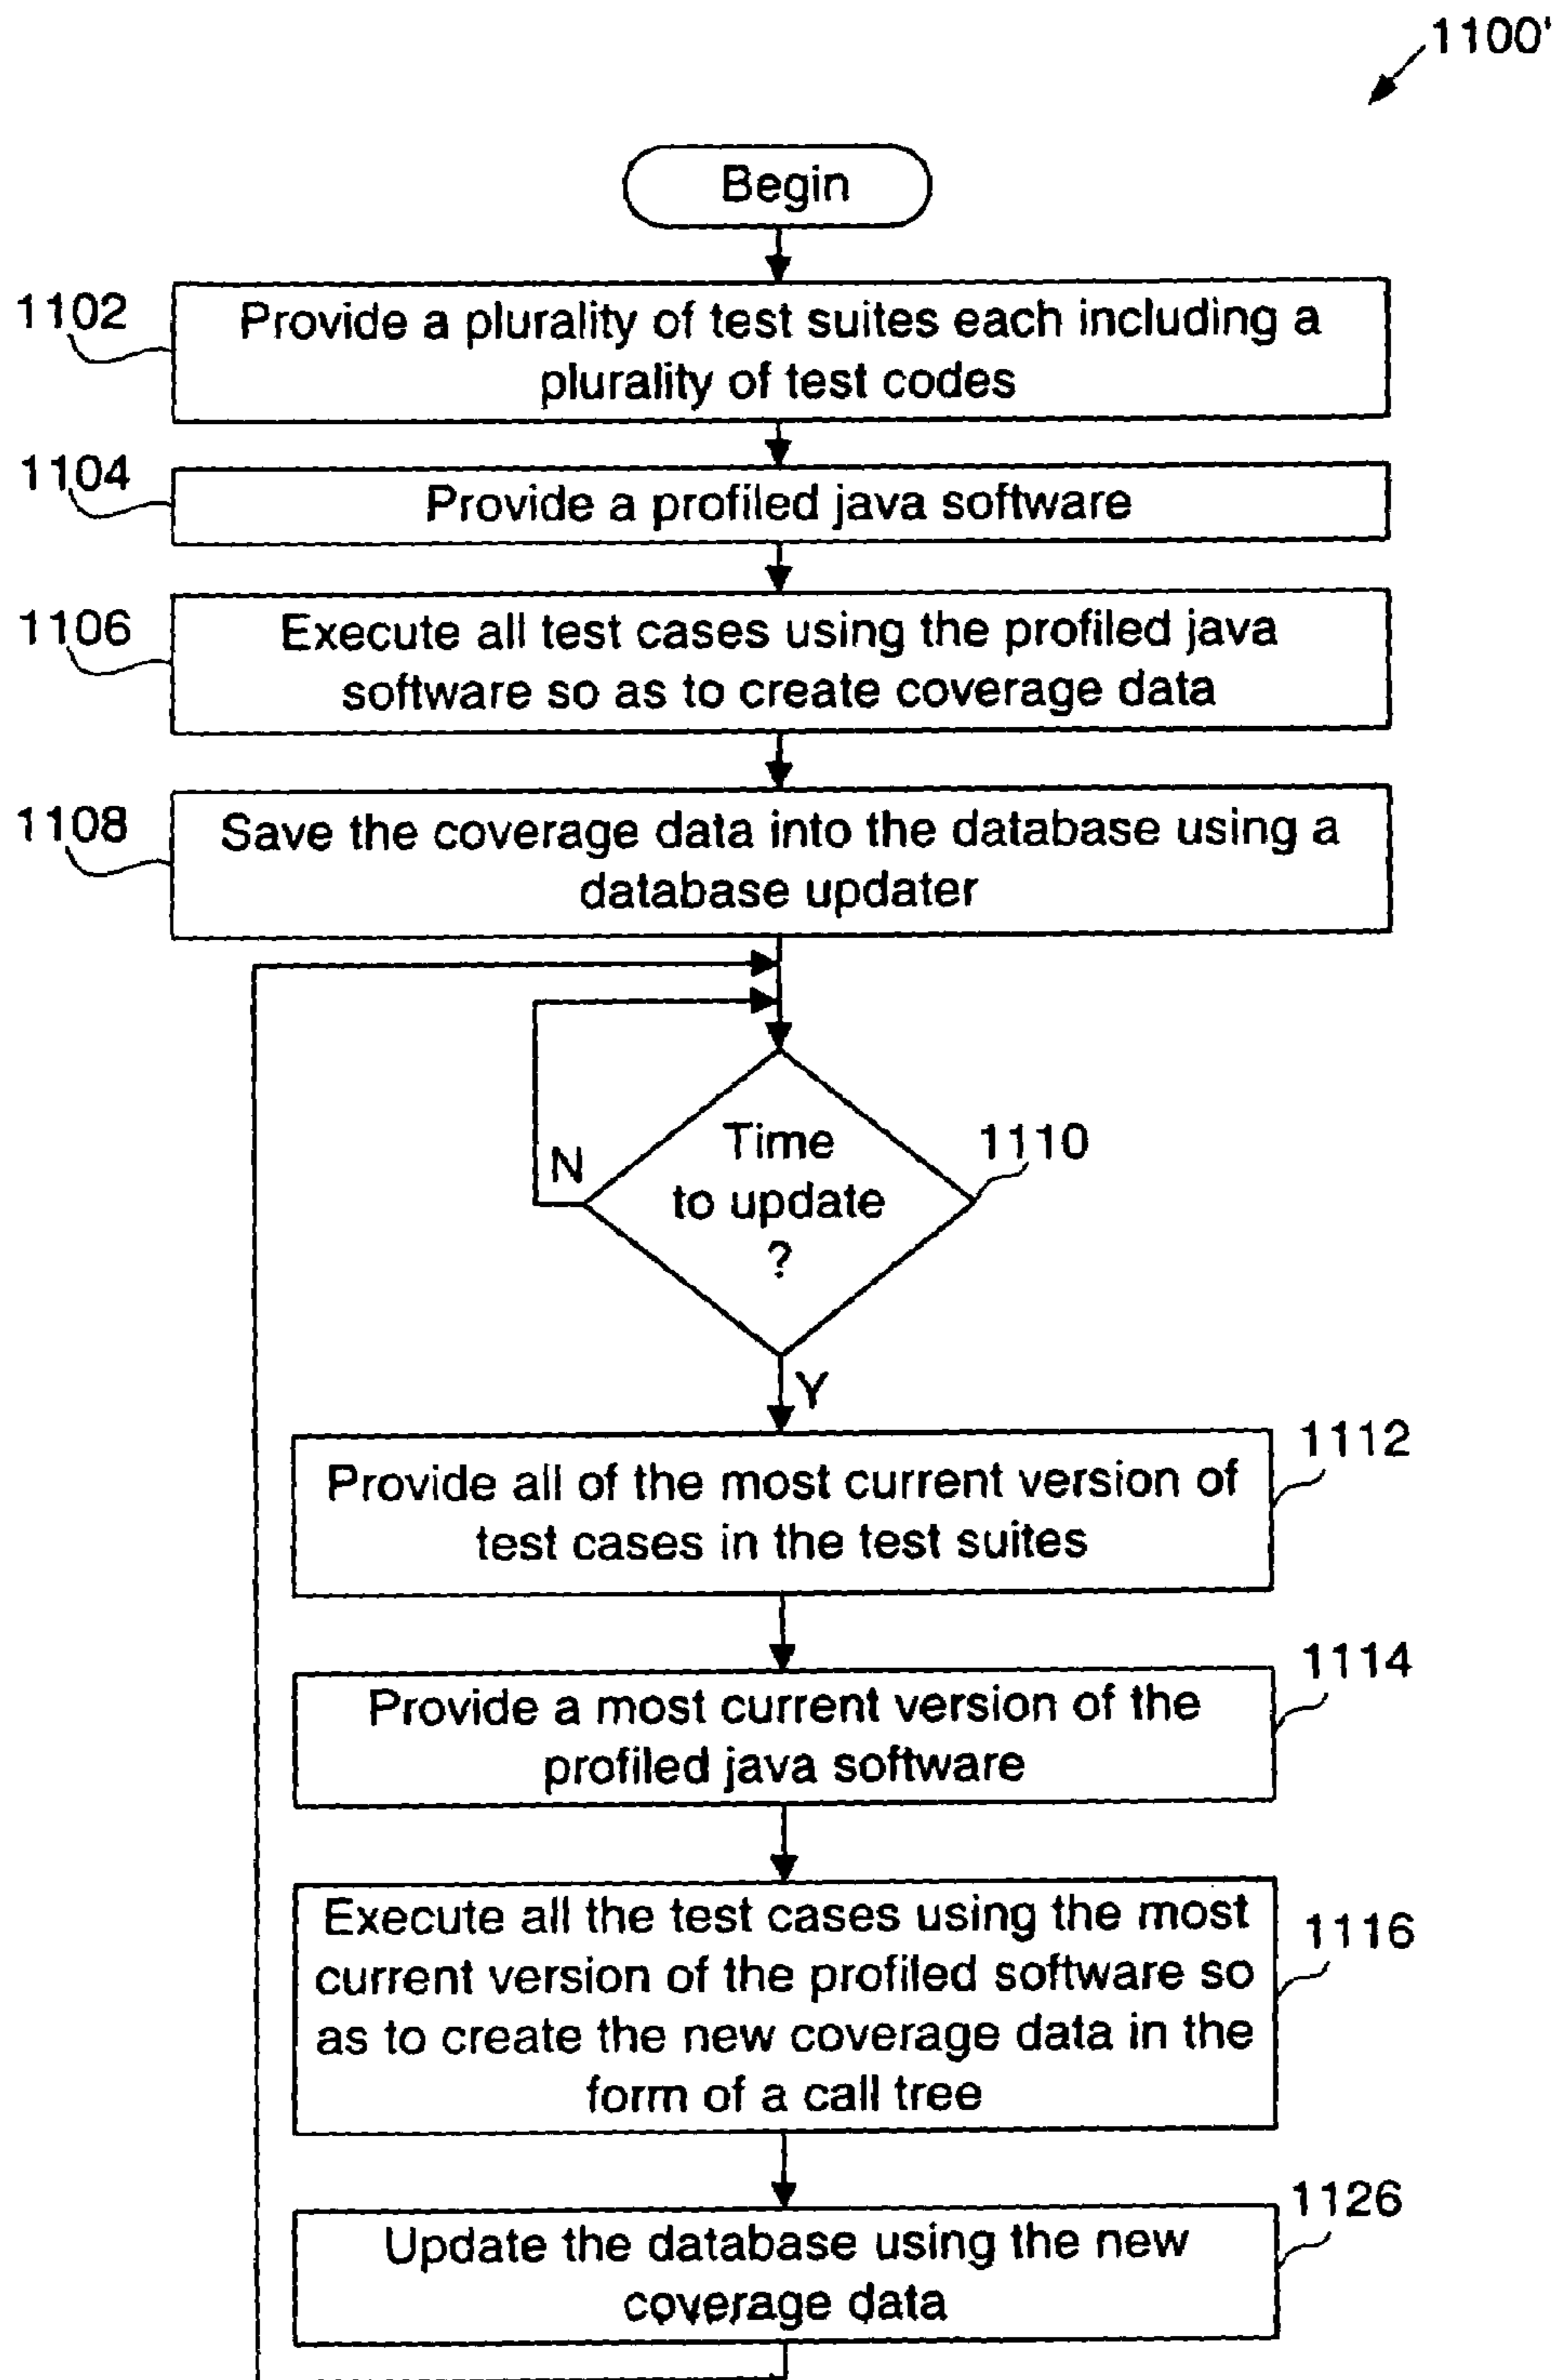 1100'
Begin
1102
Provide a plurality of test suites each including a
plurality of test codes
1104
Provide a profiled java software
1106
Execute all test cases using the profiled java
software so as to create coverage data
1108
Save the coverage data into the database using a
database updater
N
Time
to update
?
1110
Y
1112
Provide all of the most current version of
test cases in the test suites
1114
Provide a most current version of the
profiled java software
1116
Execute all the test cases using the most
current version of the profiled software so
as to create the new coverage data in the
form of a call tree
1126
Update the database using the new
coverage data